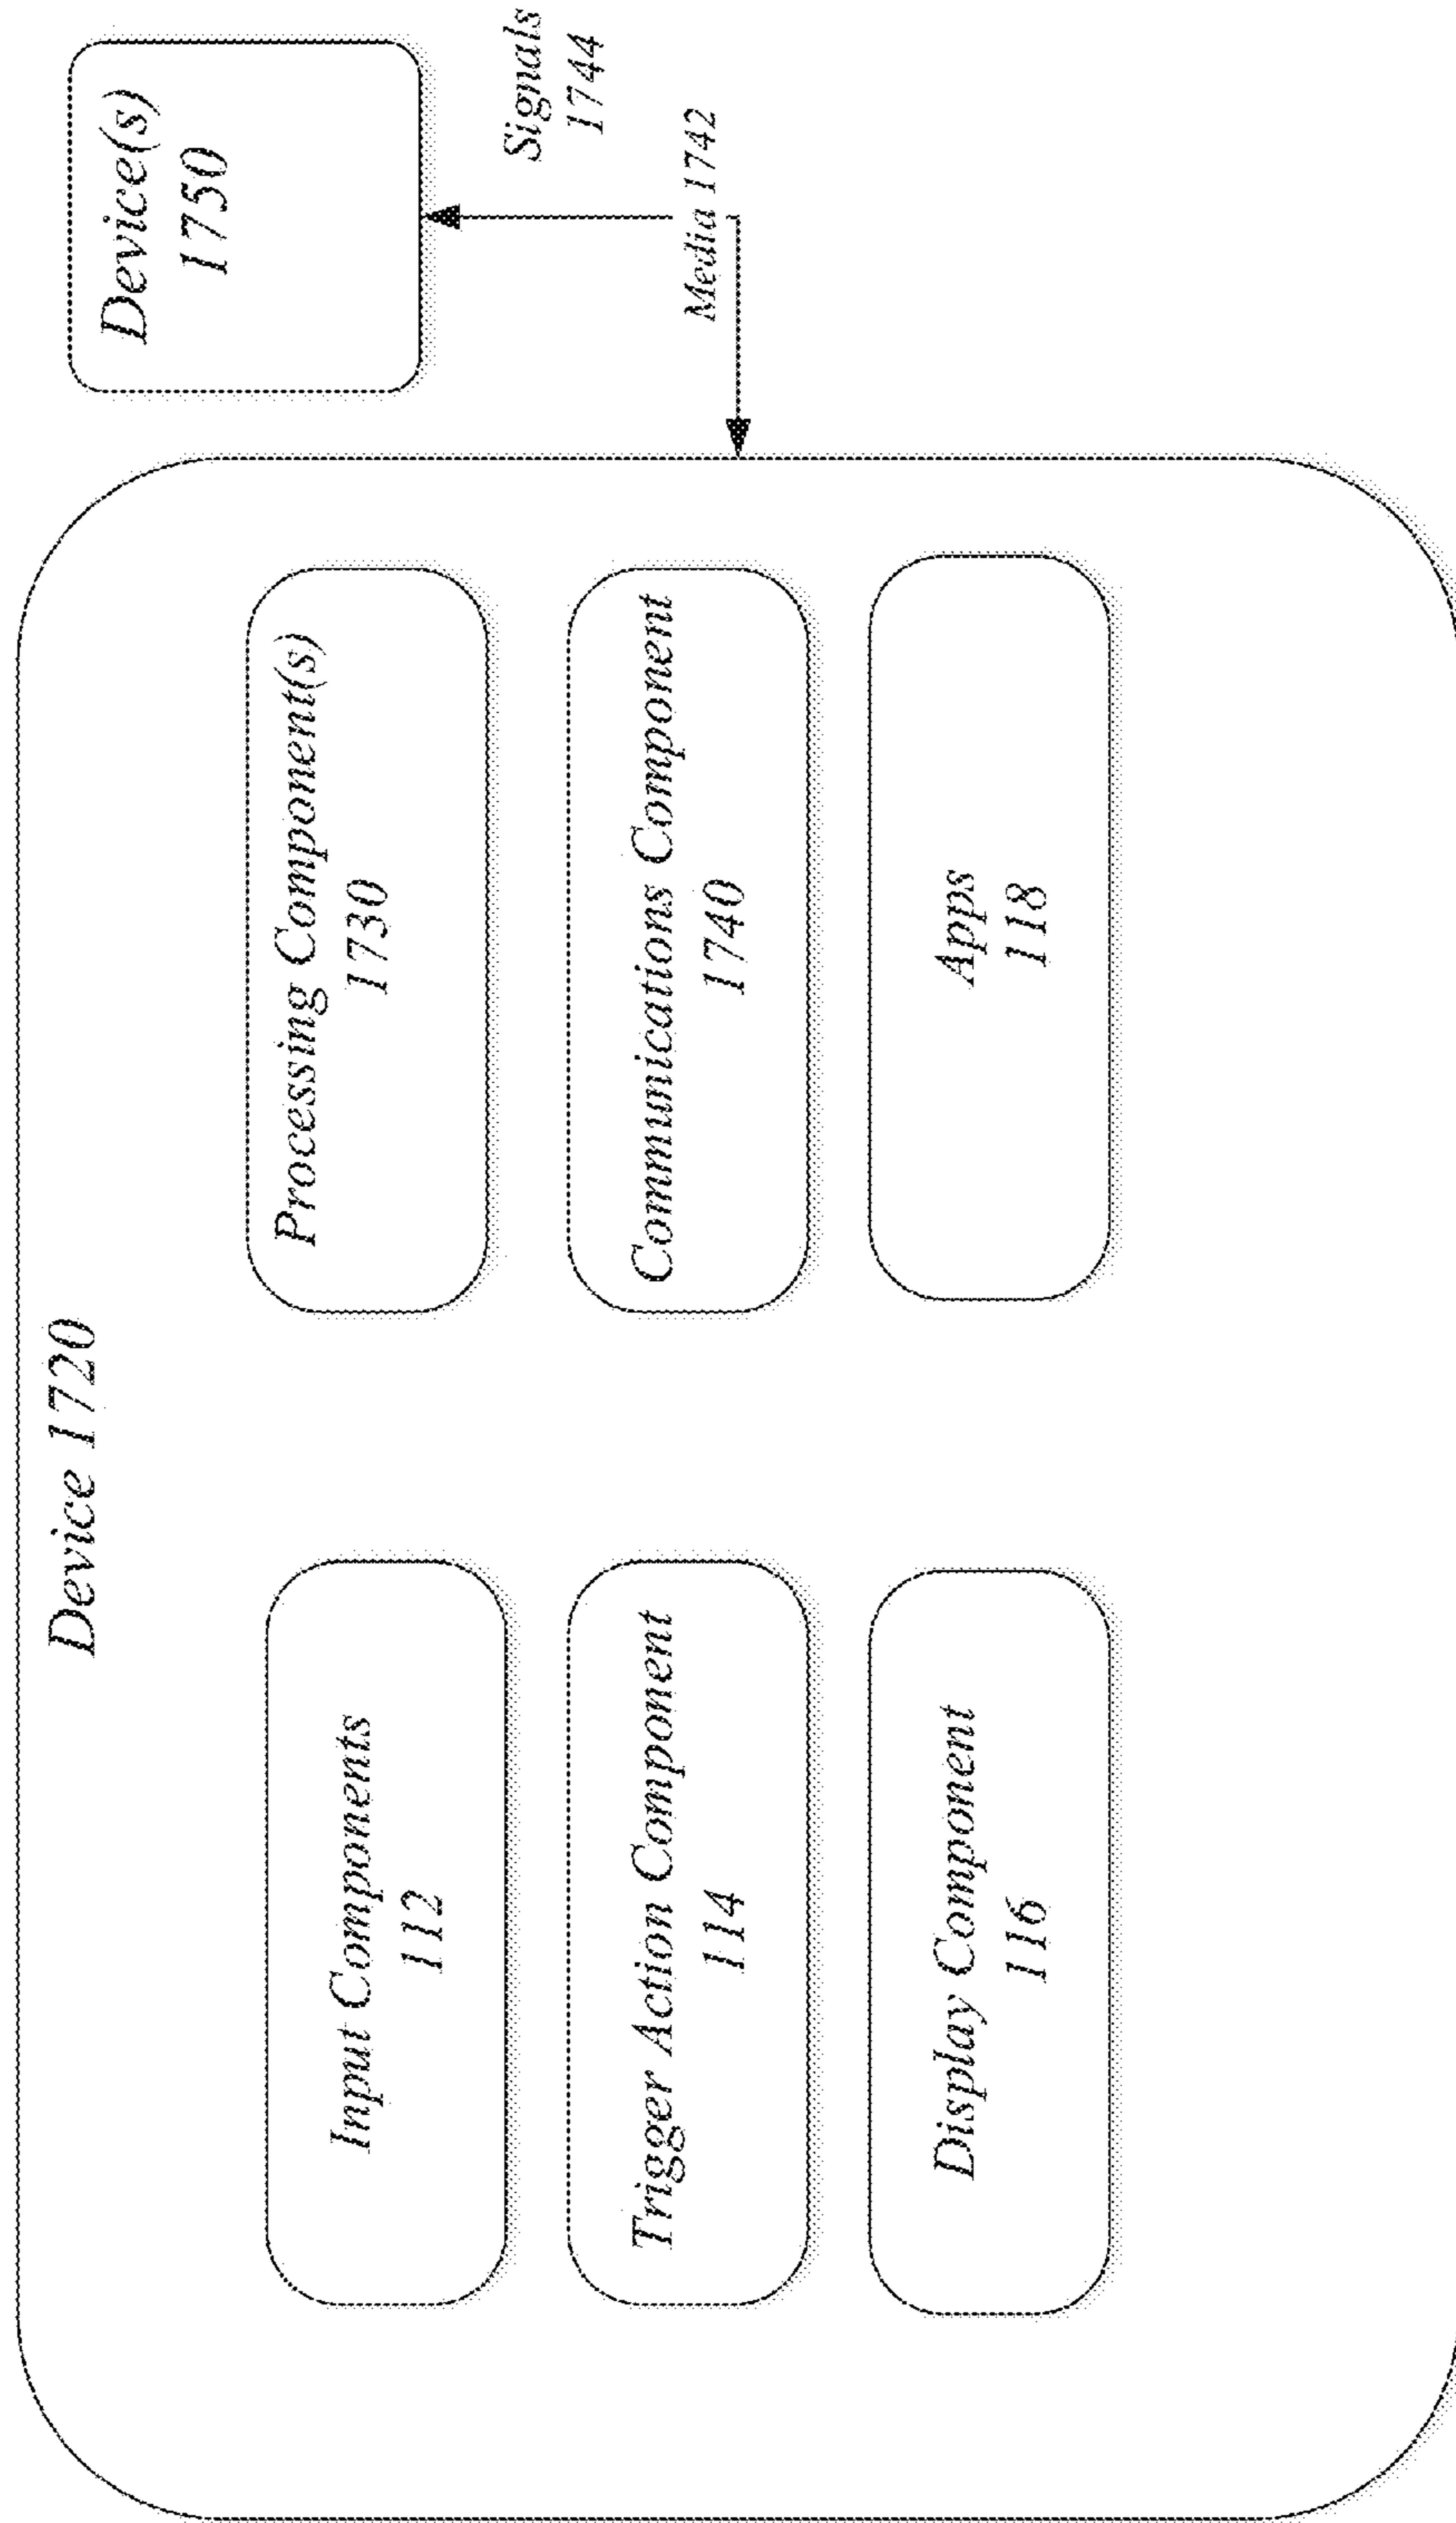 Device 1720
Input Components
112
Processing Component(s)
1730
Trigger Action Component
114
Communications Component
1740
Display Component
116
Apps
118
Device(s)
1750
Signals
1744
Media 1742